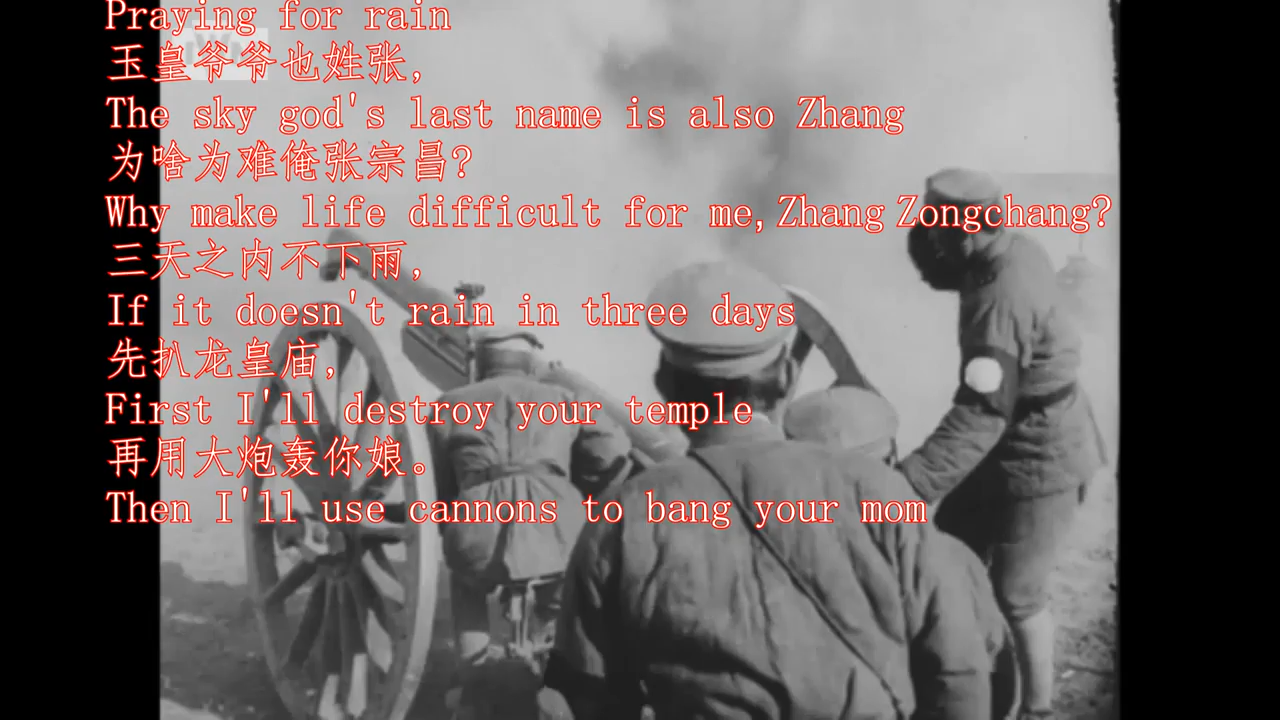 Praying for rain
玉皇爷爷也姓张,
The sky god's last name is also Zhang
为啥为难俺张宗昌?
Why make life difficult for me, Zhang Zongchang?
三天之内不下雨,
If it doesn't rain in three days
先扒龙皇庙,
First I'll destroy your temple
再用大炮轰你娘。
Then I'll use cannons to bang your mom